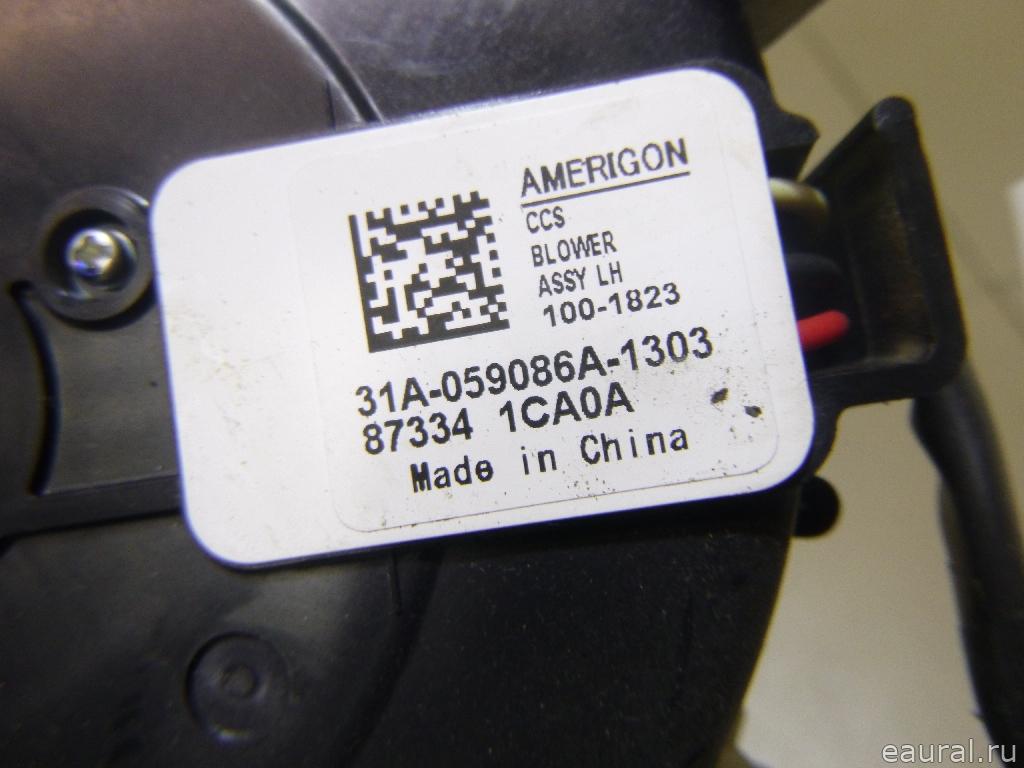 AMERIGON
CCS
BLOWER
ASSY LH
100-1823
31A-059086A-1303
87334 1CA0A
Made in China
eaural.ru